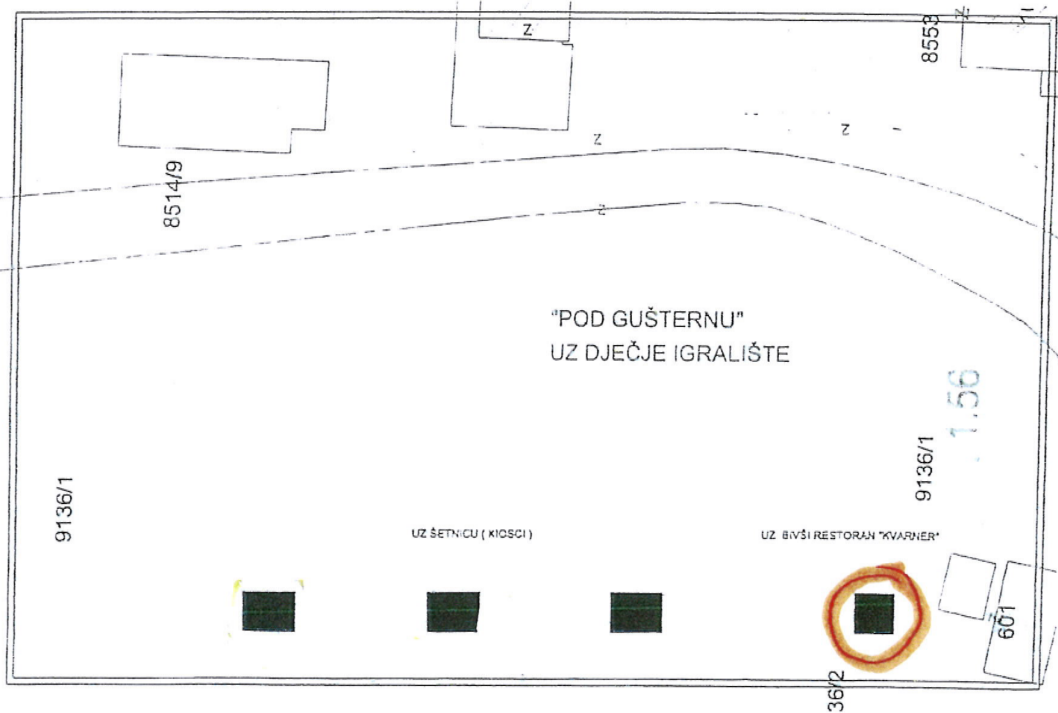 Z
8553
Z
Z
Z
8514/9
Z
"POD GUŠTERNU"
UZ DJEČJE IGRALIŠTE
1.56
9136/1
9136/1
UZ ŠETNICU ( KIOSCI )
UZ BIVŠI RESTORAN "KVARNER"
601
36/2